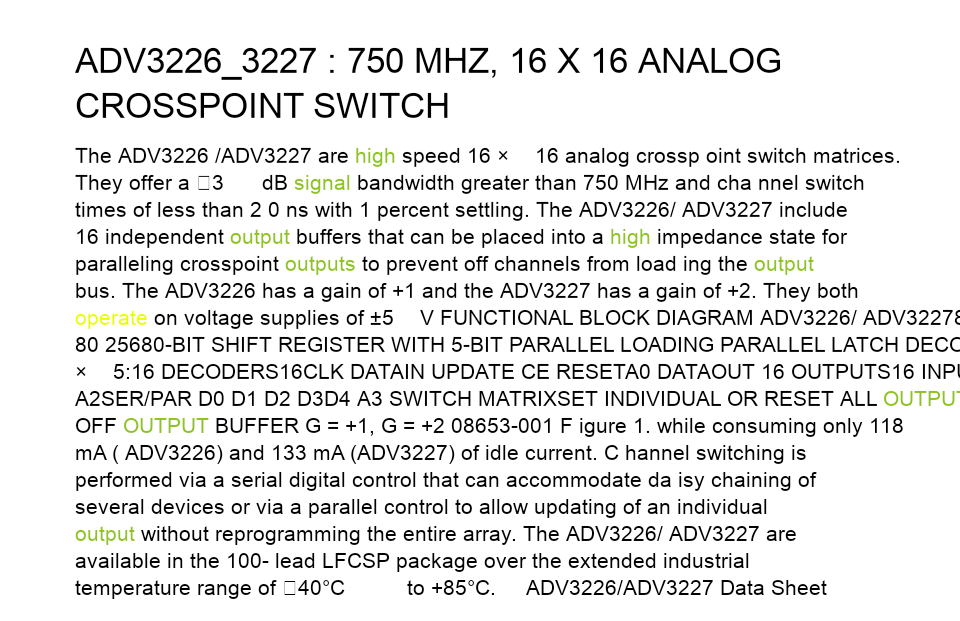 ADV3226_3227 : 750 MHZ, 16 X 16 ANALOG
CROSSPOINT SWITCH
The ADV3226 /ADV3227 are high speed 16 × 16 analog crossp oint switch matrices.
They offer a □3 dB signal bandwidth greater than 750 MHz and cha nnel switch
times of less than 2 0 ns with 1 percent settling. The ADV3226/ ADV3227 include
16 independent output buffers that can be placed into a high impedance state for
paralleling crosspoint outputs to prevent off channels from load ing the output
bus. The ADV3226 has a gain of +1 and the ADV3227 has a gain of +2. They both
operate on voltage supplies of ±5 V FUNCTIONAL BLOCK DIAGRAM ADV3226/ ADV32278
80 25680-BIT SHIFT REGISTER WITH 5-BIT PARALLEL LOADING PARALLEL LATCH DECO
× 5:16 DECODERS16CLK DATAIN UPDATE CE RESETA0 DATAOUT 16 OUTPUTS16 INPU
A2SER/PAR D0 D1 D2 D3D4 A3 SWITCH MATRIXSET INDIVIDUAL OR RESET ALL OUTPUT
OFF OUTPUT BUFFER G = +1, G = +2 08653-001 F igure 1. while consuming only 118
mA ( ADV3226) and 133 mA (ADV3227) of idle current. C hannel switching is
performed via a serial digital control that can accommodate da isy chaining of
several devices or via a parallel control to allow updating of an individual
output without reprogramming the entire array. The ADV3226/ ADV3227 are
available in the 100- lead LFCSP package over the extended industrial
temperature range of □40°C to +85°C. ADV3226/ADV3227 Data Sheet